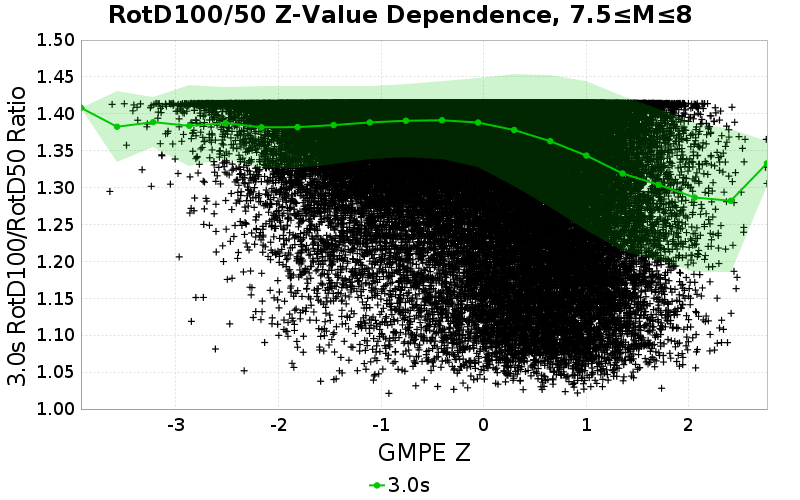 RotD100/50 Z-Value Dependence, 7.5≤M≤8
3.0s RotD100/RotD50 Ratio
1.50
1.45
1.40
1.35
1.30
1.25
1.20
1.15
1.10
1.05
1.00
-3 -2 -1 0 1 2
GMPE Z
3.0s